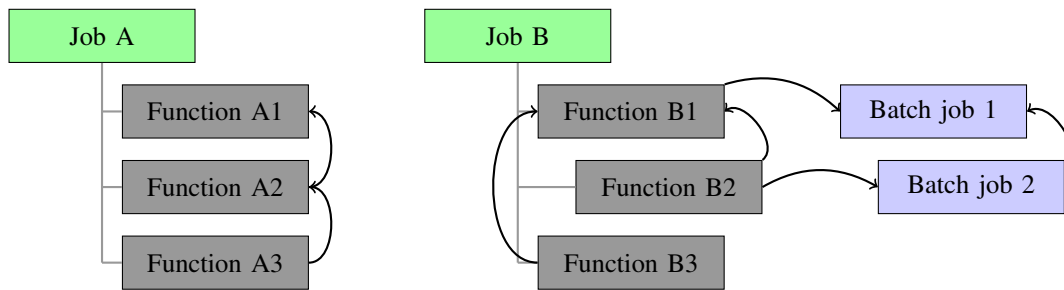 Job A
Function A1
Function A2
Function A3
Job B
Function B1
Function B2
Function B3
Batch job 1
Batch job 2